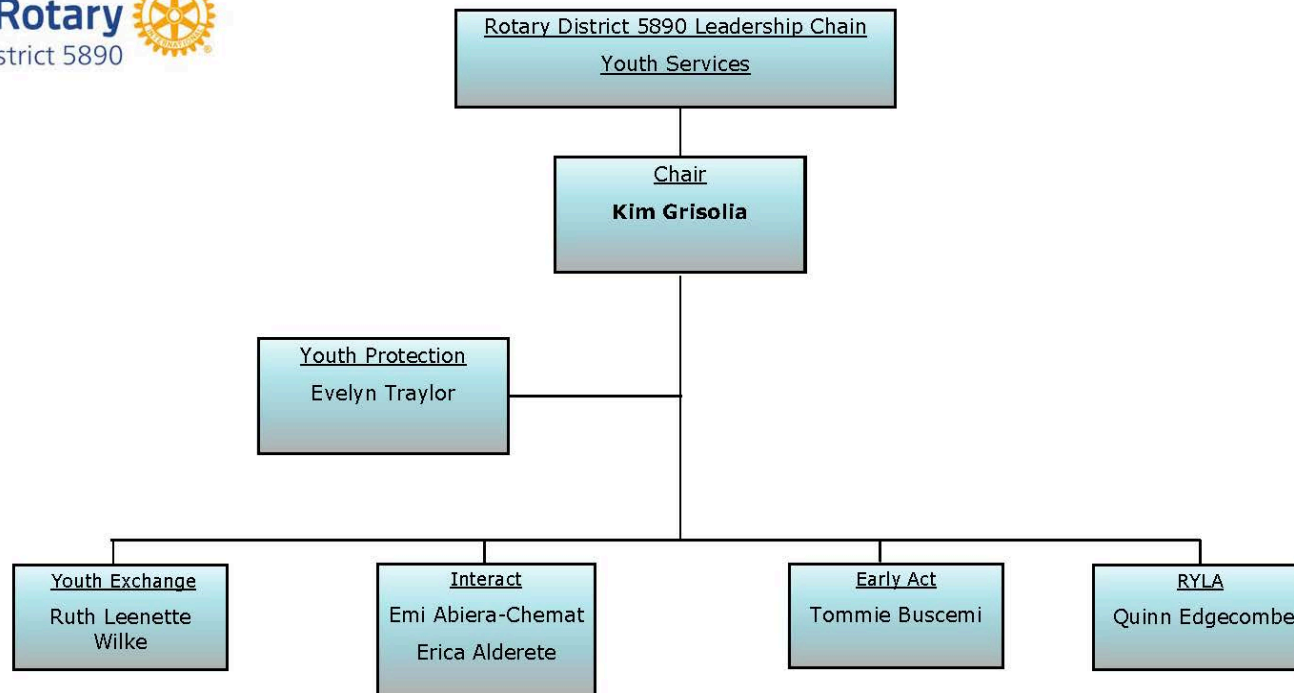 Rotary
strict 5890
INTERNATIONAL
Rotary District 5890 Leadership Chain
Youth Services
Chair
Kim Grisolia
Youth Protection
Evelyn Traylor
Youth Exchange
Ruth Leenette
Wilke
Interact
Emi Abiera-Chemat
Erica Alderete
Early Act
Tommie Buscemi
RYLA
Quinn Edgecombe